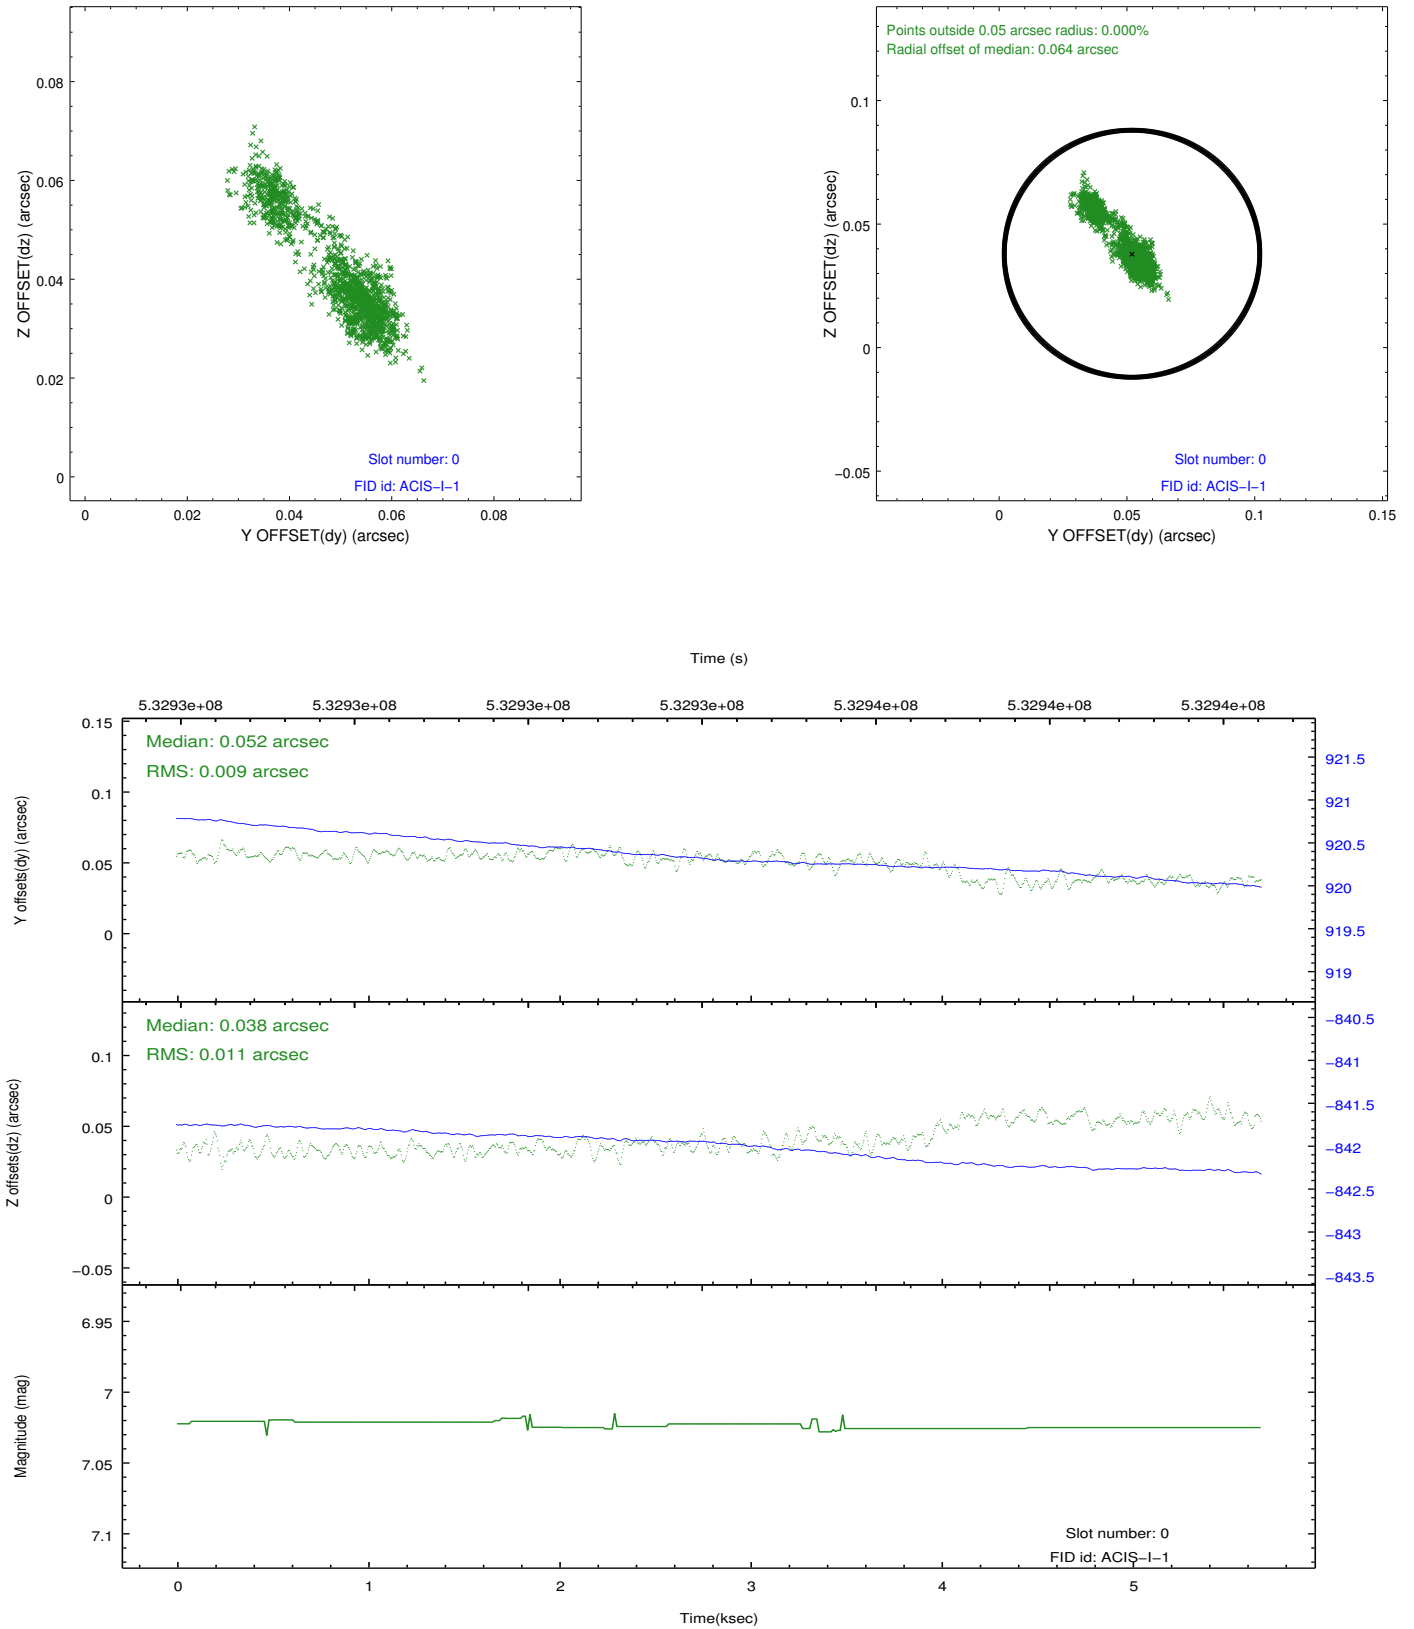 0.08
0.06
0.04
0.02
0
Z OFFSET(dz) (arcsec)
Slot number: 0
FID id: ACIS−I−1
0 0.02 0.04 0.06 0.08
Y OFFSET(dy) (arcsec)
Points outside 0.05 arcsec radius: 0.000%
Radial offset of median: 0.064 arcsec
0.1
0.05
0
−0.05
Z OFFSET(dz) (arcsec)
Slot number: 0
FID id: ACIS−I−1
0 0.05 0.1 0.15
Y OFFSET(dy) (arcsec)
Time (s)
5.3293e+08 5.3293e+08 5.3293e+08 5.3293e+08 5.3294e+08 5.3294e+08 5.3294e+08
Median: 0.052 arcsec
RMS: 0.009 arcsec
0.15
0.1
0.05
0
Y offsets(dy) (arcsec)
921.5
921
920.5
920
919.5
919
Median: 0.038 arcsec
RMS: 0.011 arcsec
0.1
0.05
0
−0.05
Z offsets(dz) (arcsec)
−840.5
−841
−841.5
−842
−842.5
−843
−843.5
6.95
7
7.05
7.1
Magnitude (mag)
Slot number: 0
FID id: ACIS−I−1
0 1 2 3 4 5
Time(ksec)